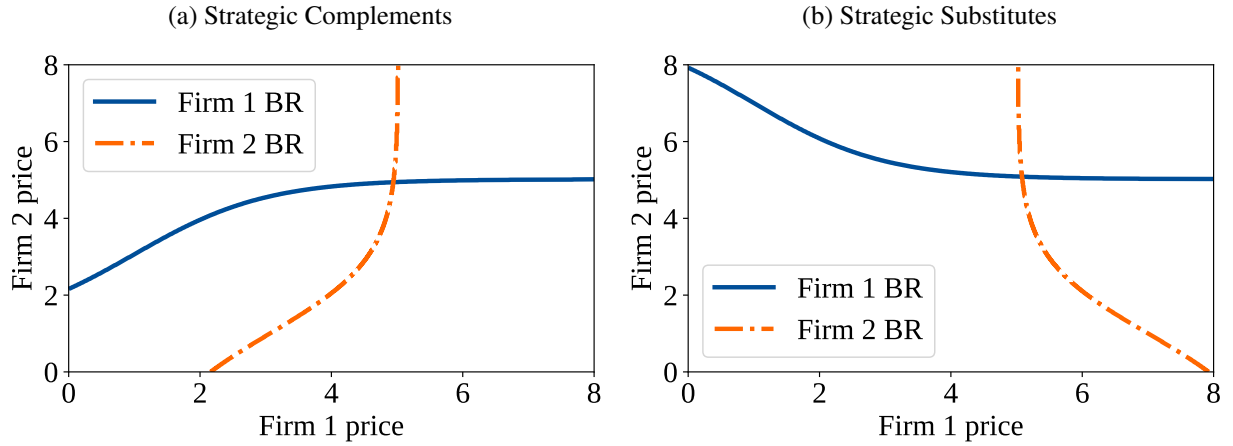 (a) Strategic Complements
8
6
4
2
0
Firm 2 price
Firm 1 BR
Firm 2 BR
0 2 4 6 8
Firm 1 price
(b) Strategic Substitutes
8
6
4
2
0
Firm 2 price
Firm 1 BR
Firm 2 BR
0 2 4 6 8
Firm 1 price